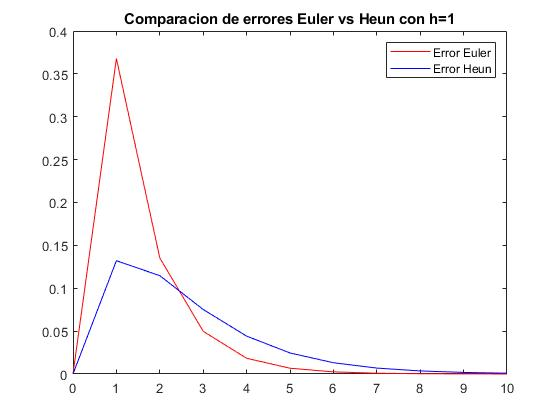 Comparacion de errores Euler vs Heun con h=1
Error Euler
Error Heun
0.4
0.35
0.3
0.25
0.2
0.15
0.1
0.05
0
0 1 2 3 4 5 6 7 8 9 10